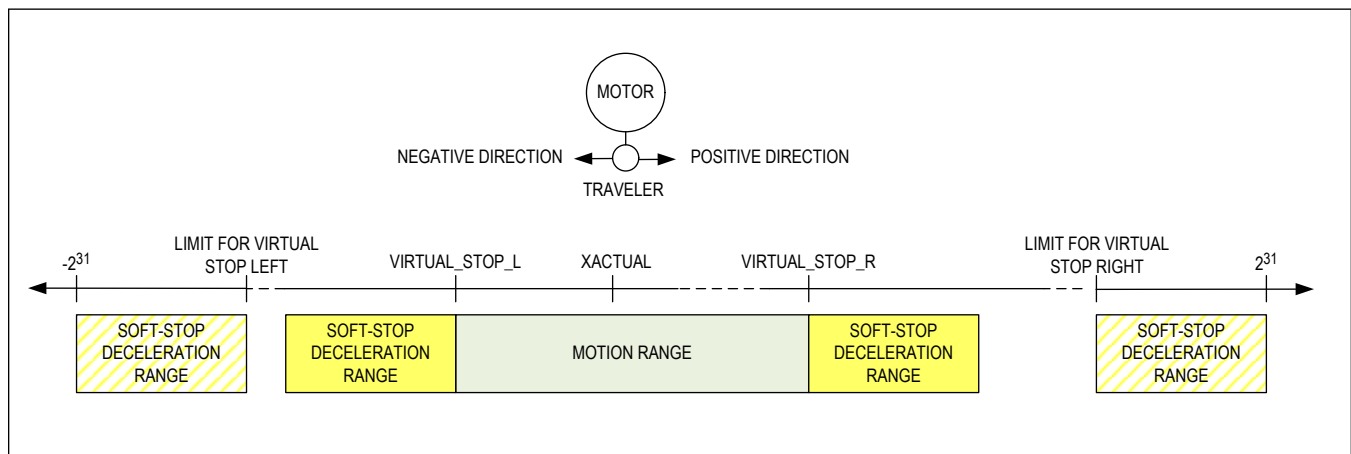 MOTOR
NEGATIVE DIRECTION
POSITIVE DIRECTION
TRAVELER
-2³¹
LIMIT FOR VIRTUAL
STOP LEFT
VIRTUAL_STOP_L
XACTUAL
VIRTUAL_STOP_R
LIMIT FOR VIRTUAL
STOP RIGHT
2³¹
SOFT-STOP
DECELERATION
RANGE
SOFT-STOP
DECELERATION
RANGE
MOTION RANGE
SOFT-STOP
DECELERATION
RANGE
SOFT-STOP
DECELERATION
RANGE